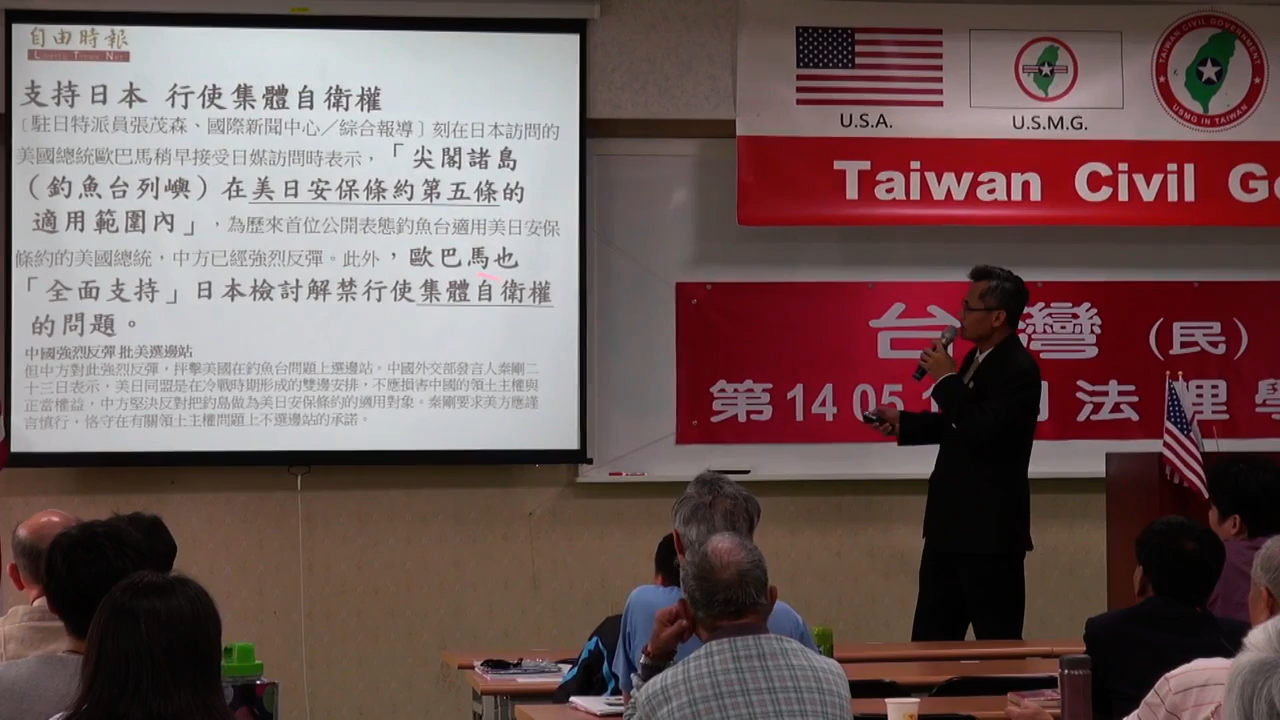 自由時報
Liberty Times Net
支持日本 行使集體自衛權
〔駐日特派員張茂森、國際新聞中心／綜合報導〕刻在日本訪問的
美國總統歐巴馬稍早接受日媒訪問時表示，「尖閣諸島
（釣魚台列嶼）在美日安保條約第五條的
適用範圍內」，為歷來首位公開表態釣魚台適用美日安保
條約的美國總統，中方已經強烈反彈。此外，歐巴馬也
「全面支持」日本檢討解禁行使集體自衛權
的問題。
中國強烈反彈 批美選邊站
但中方對此強烈反彈，抨擊美國在釣魚台問題上選邊站。中國外交部發言人秦剛二
十三日表示，美日同盟是在冷戰時期形成的雙邊安排，不應損害中國的領土主權與
正當權益，中方堅決反對把釣島做為美日安保條約的適用對象。秦剛要求美方應謹
言慎行，恪守在有關領土主權問題上不選邊站的承諾。
U.S.A.
U.S.M.G.
TAIWAN CIVIL GOVERNMENT
USMG IN TAIWAN
Taiwan Civil Go
台灣（民）
第 14 05 1 法理學